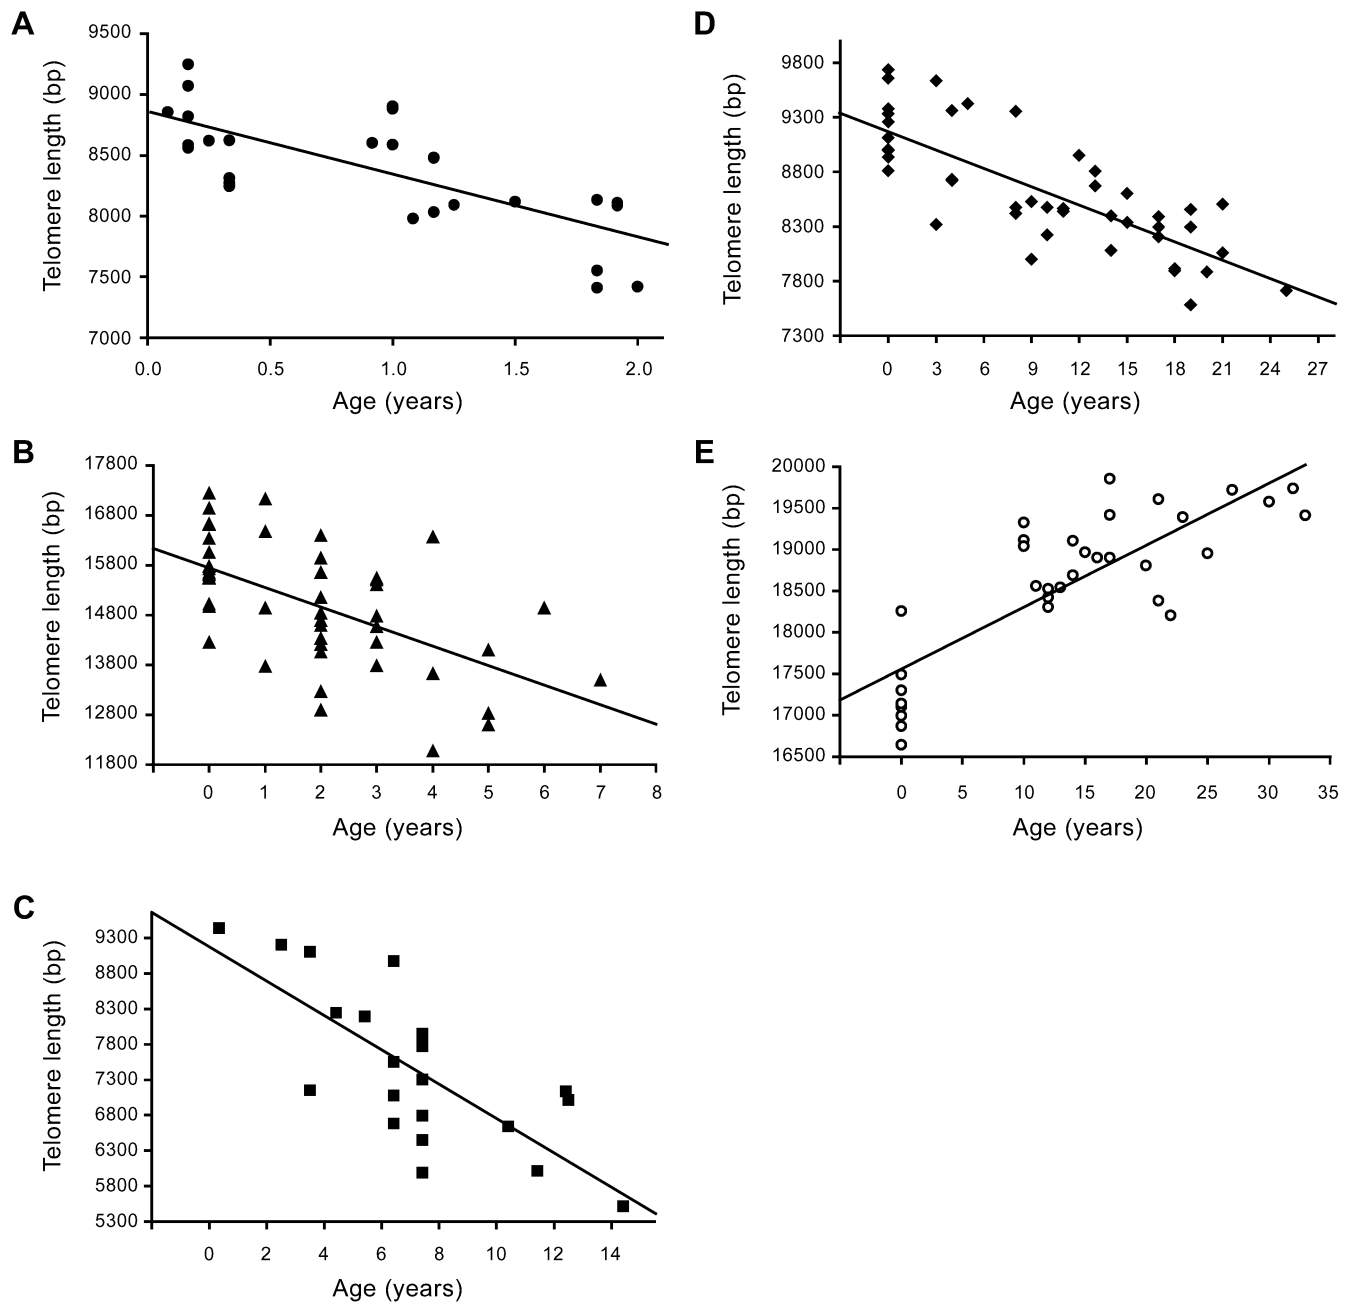 A
Telomere length (bp)
9500
9000
8500
8000
7500
7000
0.0 0.5 1.0 1.5 2.0
Age (years)
B
Telomere length (bp)
17800
16800
15800
14800
13800
12800
11800
0 1 2 3 4 5 6 7 8
Age (years)
C
Telomere length (bp)
9300
8800
8300
7800
7300
6800
6300
5800
5300
0 2 4 6 8 10 12 14
Age (years)
D
Telomere length (bp)
9800
9300
8800
8300
7800
7300
0 3 6 9 12 15 18 21 24 27
Age (years)
E
Telomere length (bp)
20000
19500
19000
18500
18000
17500
17000
16500
0 5 10 15 20 25 30 35
Age (years)